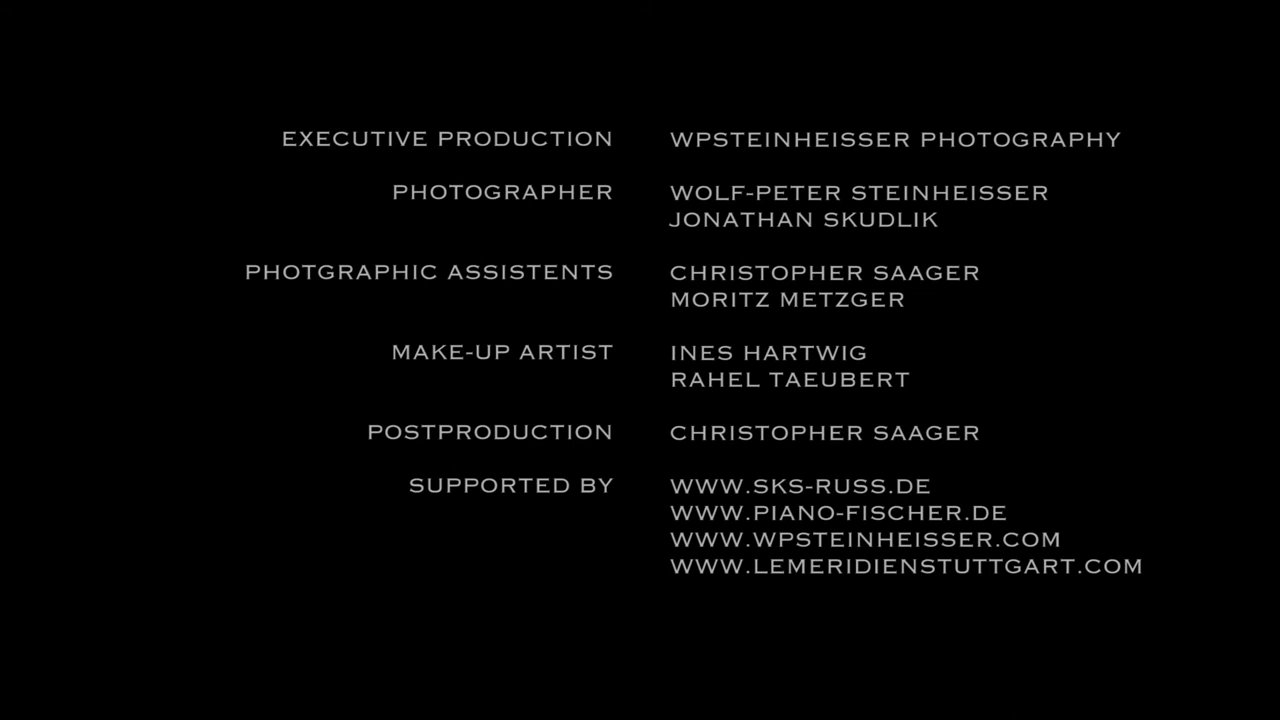 EXECUTIVE PRODUCTION WPSTEINHEISSER PHOTOGRAPHY
PHOTOGRAPHER WOLF-PETER STEINHEISSER
JONATHAN SKUDLIK
PHOTGRAPHIC ASSISTENTS CHRISTOPHER SAAGER
MORITZ METZGER
MAKE-UP ARTIST INES HARTWIG
RAHEL TAEUBERT
POSTPRODUCTION CHRISTOPHER SAAGER
SUPPORTED BY WWW.SKS-RUSS.DE
WWW.PIANO-FISCHER.DE
WWW.WPSTEINHEISSER.COM
WWW.LEMERIDIENSTUTTGART.COM